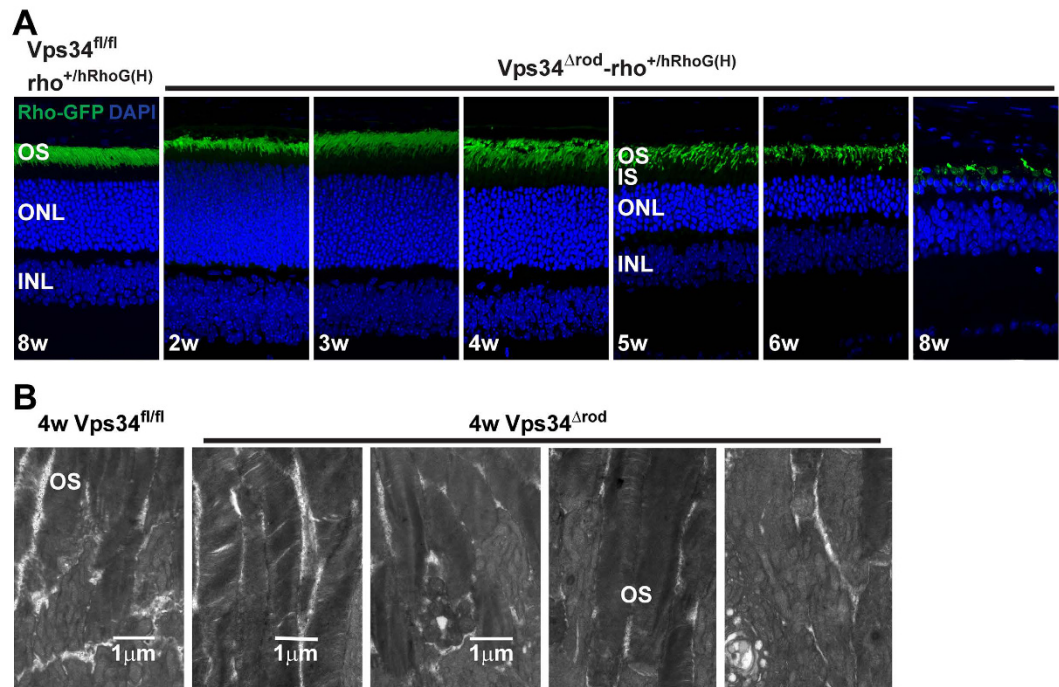 A
Vps34fl/fl
rho+/hRhoG(H)
Vps34Δrod-rho+/hRhoG(H)
Rho-GFP DAPI
OS
ONL
INL
8w
2w
3w
4w
OS
IS
ONL
INL
5w
6w
8w
B
4w Vps34fl/fl
4w Vps34Δrod
OS
1μm
1μm
1μm
OS